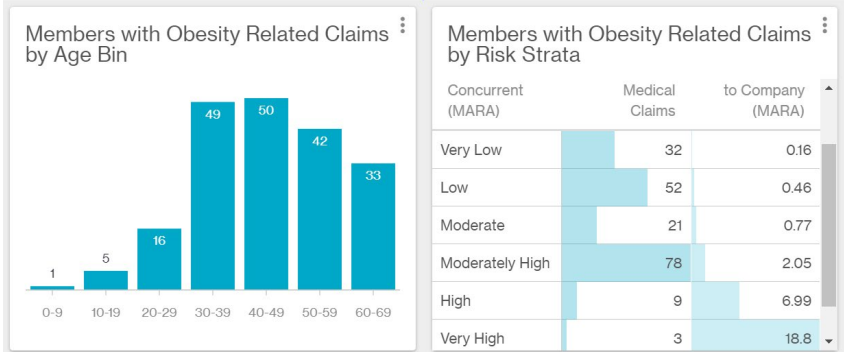 Members with Obesity Related Claims
by Age Bin
49
50
42
33
16
5
1
0-9 10-19 20-29 30-39 40-49 50-59 60-69
Members with Obesity Related Claims
by Risk Strata
Concurrent Medical to Company
(MARA) Claims (MARA)
Very Low 32 0.16
Low 52 0.46
Moderate 21 0.77
Moderately High 78 2.05
High 9 6.99
Very High 3 18.8